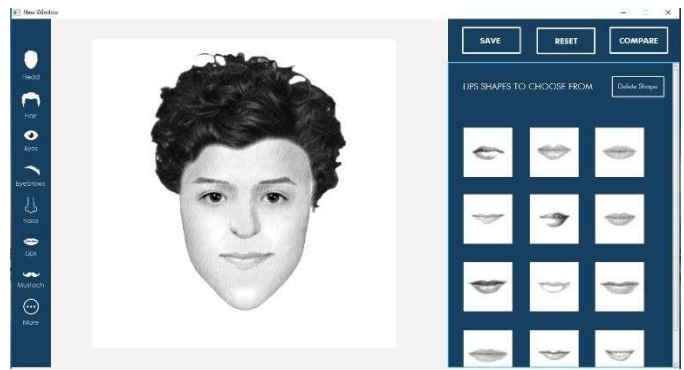 New Window
SAVE
RESET
COMPARE
Head
Hair
Eyes
Eyebrows
Nose
Lips
Mustach
More
LIPS SHAPES TO CHOOSE FROM
Delete Shape